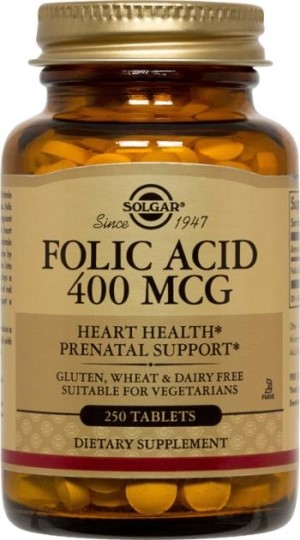 SOLGAR®
Since 1947
FOLIC ACID
400 MCG
HEART HEALTH*
PRENATAL SUPPORT*
GLUTEN, WHEAT & DAIRY FREE
SUITABLE FOR VEGETARIANS
250 TABLETS
DIETARY SUPPLEMENT